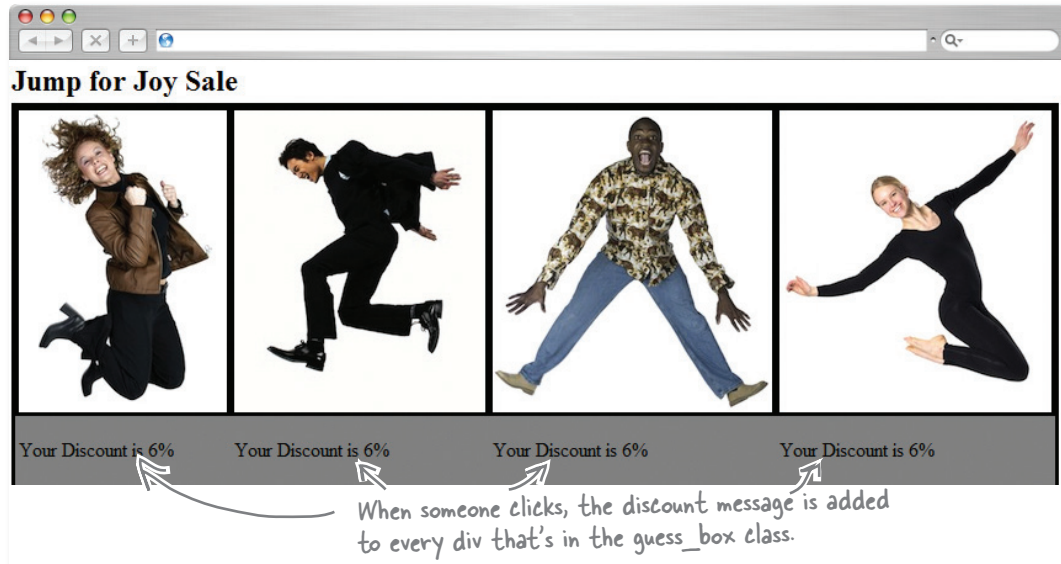 Jump for Joy Sale
Your Discount is 6% Your Discount is 6% Your Discount is 6% Your Discount is 6%
When someone clicks, the discount message is added
to every div that's in the guess_box class.